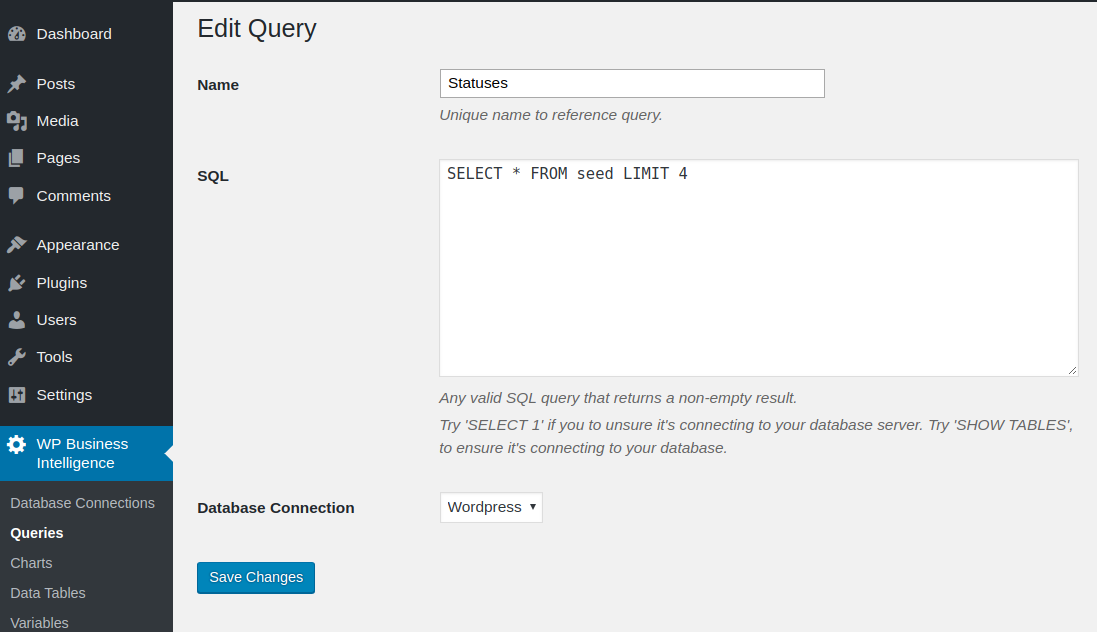 Dashboard
Posts
Media
Pages
Comments
Appearance
Plugins
Users
Tools
Settings
WP Business
Intelligence
Database Connections
Queries
Charts
Data Tables
Variables
Edit Query
Name
Statuses
Unique name to reference query.
SQL
SELECT * FROM seed LIMIT 4
Any valid SQL query that returns a non-empty result.
Try 'SELECT 1' if you to unsure it's connecting to your database server. Try 'SHOW TABLES',
to ensure it's connecting to your database.
Database Connection
Wordpress
Save Changes